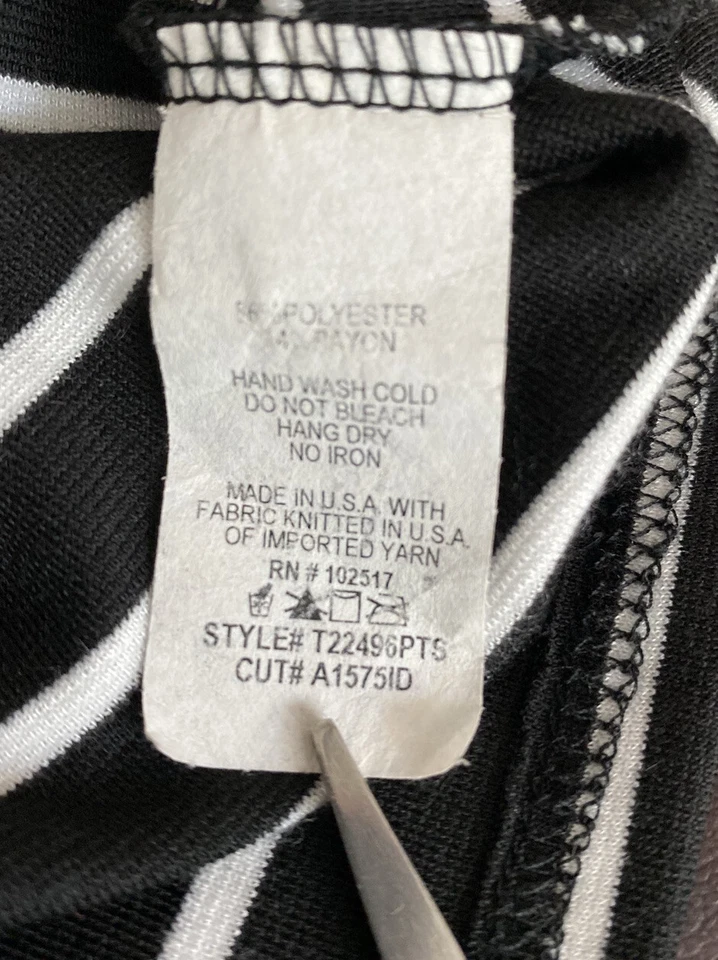 POLYESTER
RAYON
HAND WASH COLD
DO NOT BLEACH
HANG DRY
NO IRON
MADE IN U.S.A. WITH
FABRIC KNITTED IN U.S.A.
OF IMPORTED YARN
RN # 102517
STYLE# T22496PTS
CUT# A1575ID